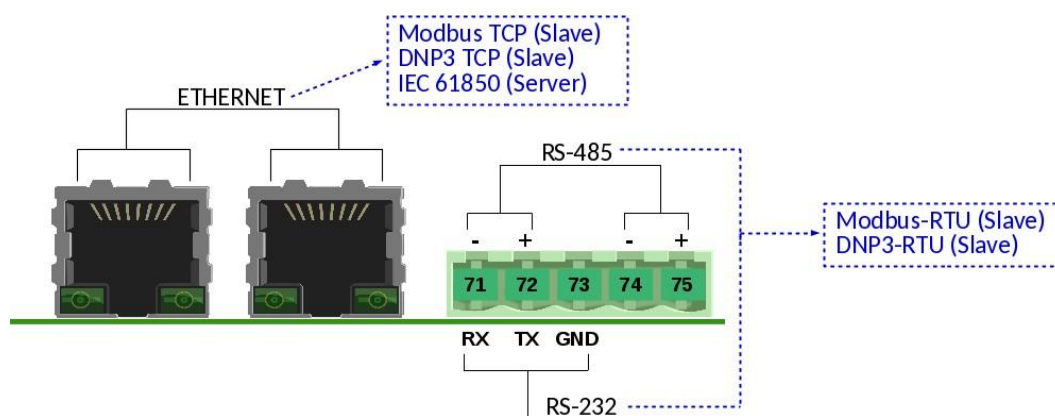 Modbus TCP (Slave)
DNP3 TCP (Slave)
IEC 61850 (Server)
ETHERNET
RS-485
- + - +
Modbus-RTU (Slave)
DNP3-RTU (Slave)
71 72 73 74 75
RX TX GND
RS-232